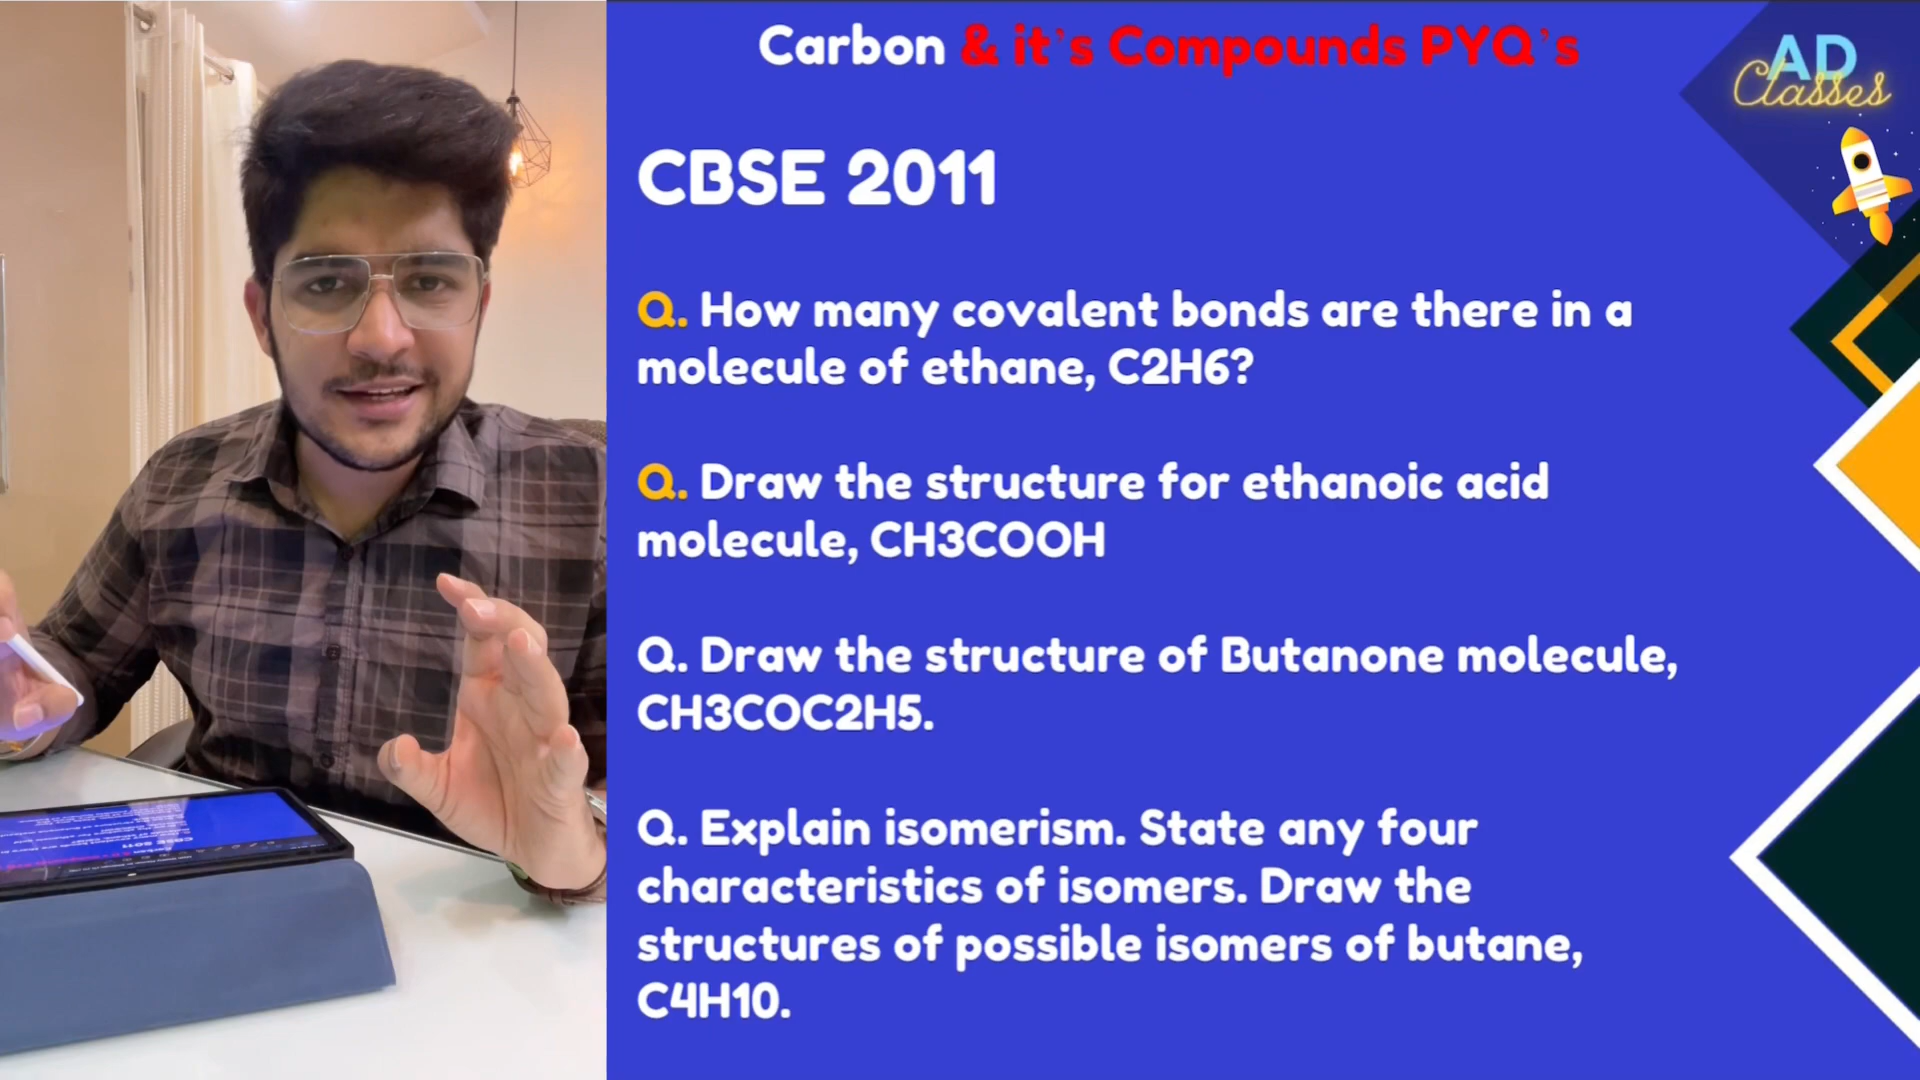 Carbon & it's Compounds PYQ's
AD
Classes
CBSE 2011
Q. How many covalent bonds are there in a
molecule of ethane, C2H6?
Q. Draw the structure for ethanoic acid
molecule, CH3COOH
Q. Draw the structure of Butanone molecule,
CH3COC2H5.
Q. Explain isomerism. State any four
characteristics of isomers. Draw the
structures of possible isomers of butane,
C4H10.